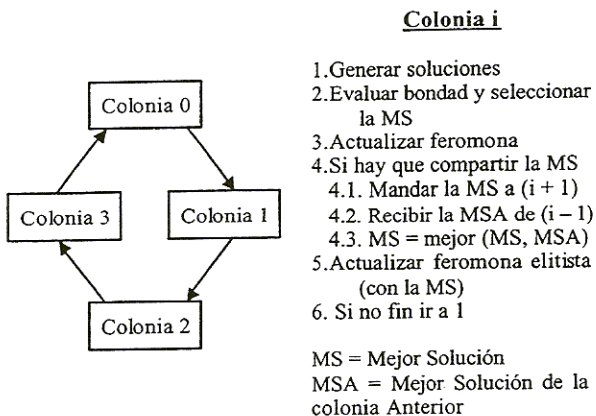 Colonia 0
Colonia 3
Colonia 1
Colonia 2
Colonia i
1.Generar soluciones
2.Evaluar bondad y seleccionar
la MS
3.Actualizar feromona
4.Si hay que compartir la MS
4.1. Mandar la MS a (i + 1)
4.2. Recibir la MSA de (i – 1)
4.3. MS = mejor (MS, MSA)
5.Actualizar feromona elitista
(con la MS)
6. Si no fin ir a 1
MS = Mejor Solución
MSA = Mejor Solución de la
colonia Anterior